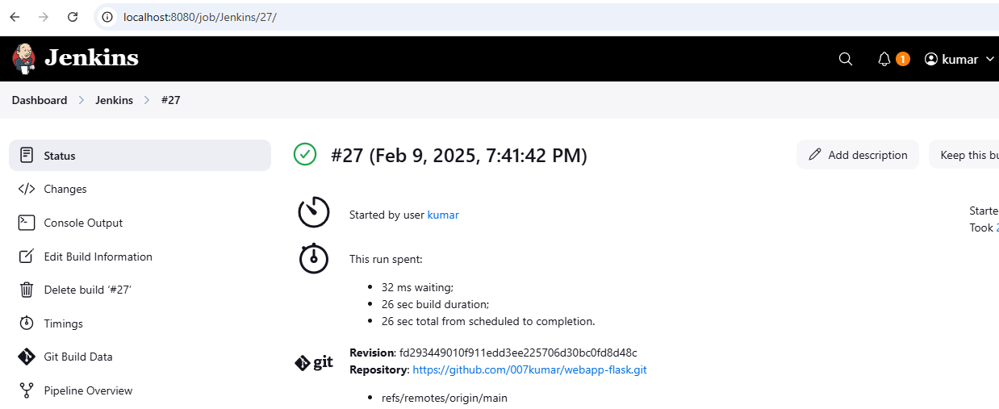 localhost:8080/job/Jenkins/27/
Jenkins
1
kumar
Dashboard > Jenkins > #27
Status
Changes
Console Output
Edit Build Information
Delete build ‘#27’
Timings
Git Build Data
Pipeline Overview
#27 (Feb 9, 2025, 7:41:42 PM)
Add description
Keep this
Started by user kumar
Took
This run spent:
• 32 ms waiting;
• 26 sec build duration;
• 26 sec total from scheduled to completion.
git
Revision: fd293449010f911edd3ee225706d30bc0fd8d48c
Repository: https://github.com/007kumar/webapp-flask.git
• refs/remotes/origin/main